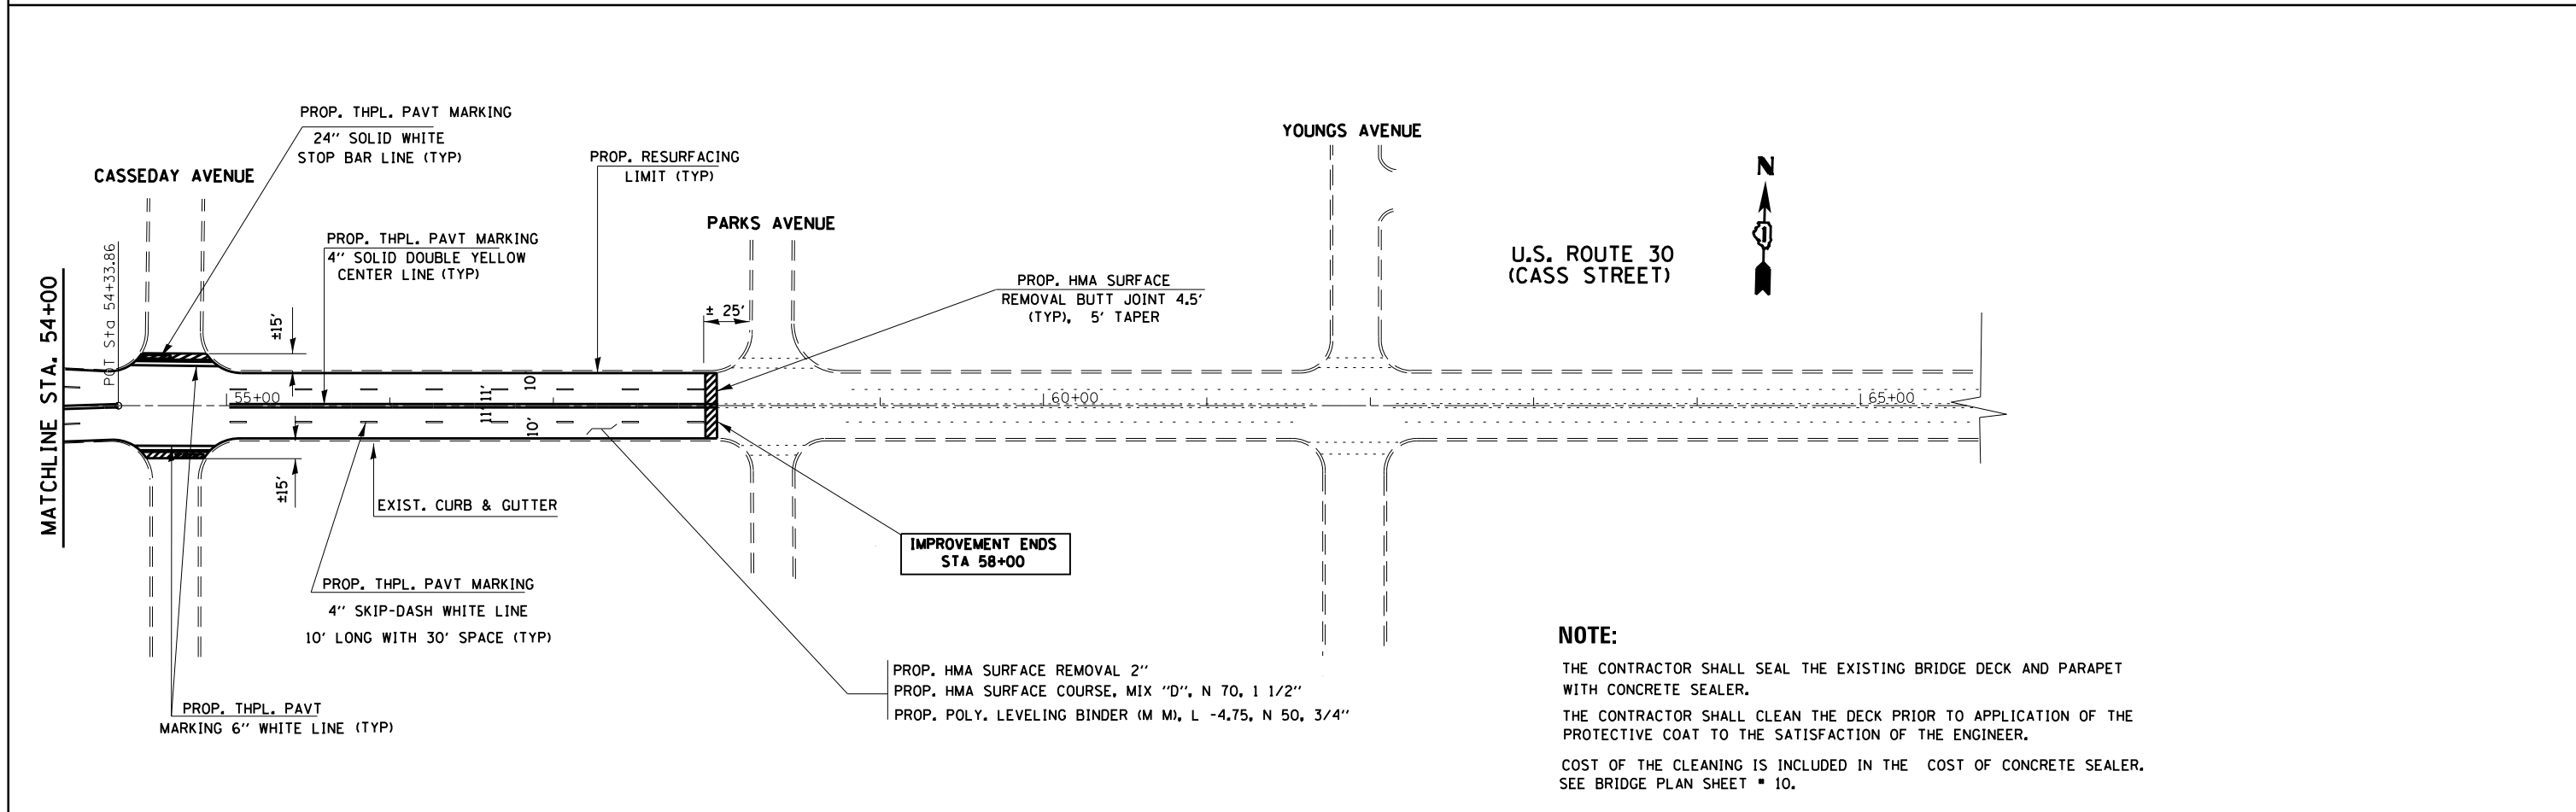 PROP. THPL. PAVT MARKING
24" SOLID WHITE
STOP BAR LINE (TYP)
CASSEDAY AVENUE
PROP. RESURFACING
LIMIT (TYP)
YOUNGS AVENUE
N
PARKS AVENUE
PROP. THPL. PAVT MARKING
4" SOLID DOUBLE YELLOW
CENTER LINE (TYP)
U.S. ROUTE 30
(CASS STREET)
PROP. HMA SURFACE
REMOVAL BUTT JOINT 4.5'
(TYP), 5' TAPER
± 25'
±15'
MATCHLINE STA. 54+00
POT Sta 54+33.86
55+00
10'
11'
11'
10'
60+00
65+00
±15'
EXIST. CURB & GUTTER
IMPROVEMENT ENDS
STA 58+00
PROP. THPL. PAVT MARKING
4" SKIP-DASH WHITE LINE
10' LONG WITH 30' SPACE (TYP)
PROP. THPL. PAVT
MARKING 6" WHITE LINE (TYP)
PROP. HMA SURFACE REMOVAL 2"
PROP. HMA SURFACE COURSE, MIX "D", N 70, 1 1/2"
PROP. POLY. LEVELING BINDER (M M), L -4.75, N 50, 3/4"
NOTE:
THE CONTRACTOR SHALL SEAL THE EXISTING BRIDGE DECK AND PARAPET
WITH CONCRETE SEALER.
THE CONTRACTOR SHALL CLEAN THE DECK PRIOR TO APPLICATION OF THE
PROTECTIVE COAT TO THE SATISFACTION OF THE ENGINEER.
COST OF THE CLEANING IS INCLUDED IN THE COST OF CONCRETE SEALER.
SEE BRIDGE PLAN SHEET # 10.